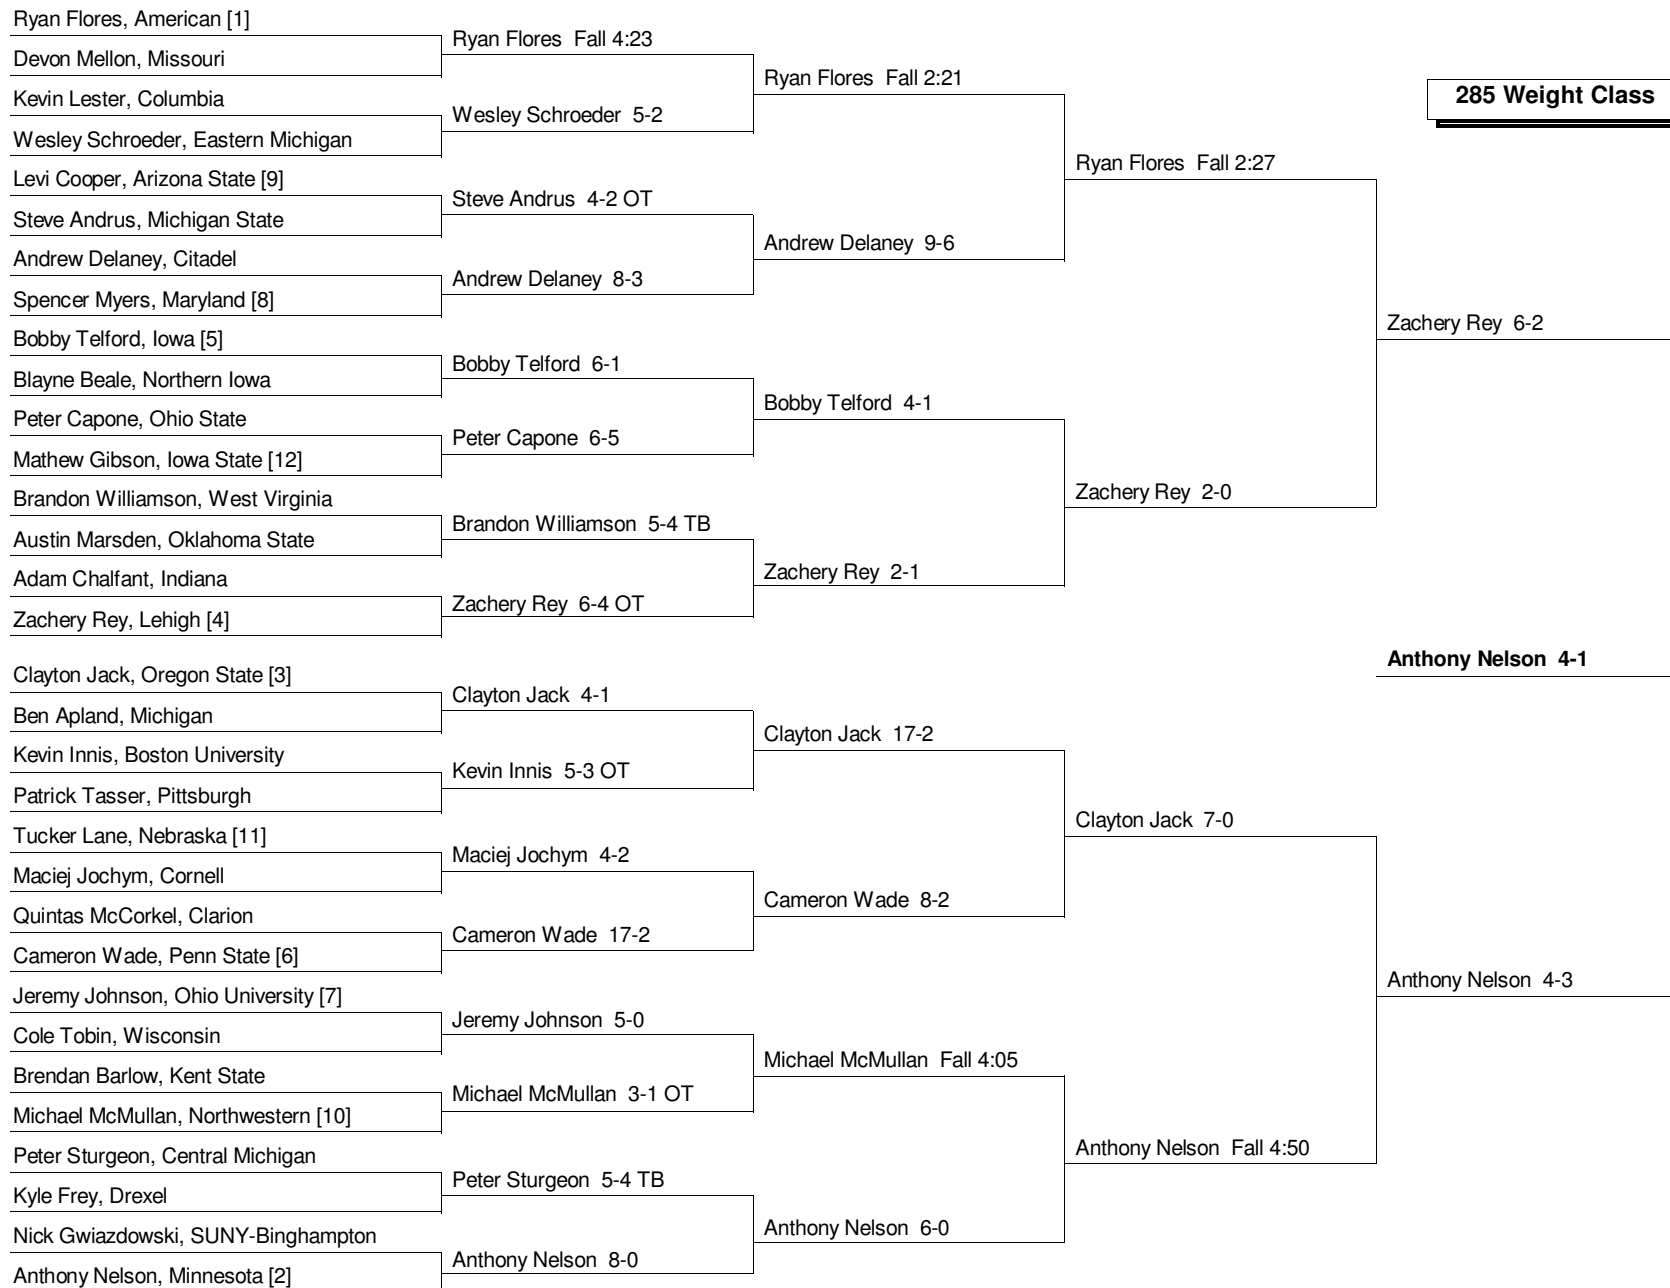 Ryan Flores, American [1]
Devon Mellon, Missouri
Kevin Lester, Columbia
Wesley Schroeder, Eastern Michigan
Levi Cooper, Arizona State [9]
Steve Andrus, Michigan State
Andrew Delaney, Citadel
Spencer Myers, Maryland [8]
Bobby Telford, Iowa [5]
Blayne Beale, Northern Iowa
Peter Capone, Ohio State
Mathew Gibson, Iowa State [12]
Brandon Williamson, West Virginia
Austin Marsden, Oklahoma State
Adam Chalfant, Indiana
Zachery Rey, Lehigh [4]
Clayton Jack, Oregon State [3]
Ben Apland, Michigan
Kevin Innis, Boston University
Patrick Tasser, Pittsburgh
Tucker Lane, Nebraska [11]
Maciej Jochym, Cornell
Quintas McCorkel, Clarion
Cameron Wade, Penn State [6]
Jeremy Johnson, Ohio University [7]
Cole Tobin, Wisconsin
Brendan Barlow, Kent State
Michael McMullan, Northwestern [10]
Peter Sturgeon, Central Michigan
Kyle Frey, Drexel
Nick Gwiazdowski, SUNY-Binghampton
Anthony Nelson, Minnesota [2]
Ryan Flores Fall 4:23
Wesley Schroeder 5-2
Steve Andrus 4-2 OT
Andrew Delaney 8-3
Bobby Telford 6-1
Peter Capone 6-5
Brandon Williamson 5-4 TB
Zachery Rey 6-4 OT
Clayton Jack 4-1
Kevin Innis 5-3 OT
Maciej Jochym 4-2
Cameron Wade 17-2
Jeremy Johnson 5-0
Michael McMullan 3-1 OT
Peter Sturgeon 5-4 TB
Anthony Nelson 8-0
Ryan Flores Fall 2:21
Andrew Delaney 9-6
Bobby Telford 4-1
Zachery Rey 2-1
Clayton Jack 17-2
Cameron Wade 8-2
Michael McMullan Fall 4:05
Anthony Nelson 6-0
Ryan Flores Fall 2:27
Zachery Rey 2-0
Clayton Jack 7-0
Anthony Nelson Fall 4:50
285 Weight Class
Zachery Rey 6-2
Anthony Nelson 4-1
Anthony Nelson 4-3